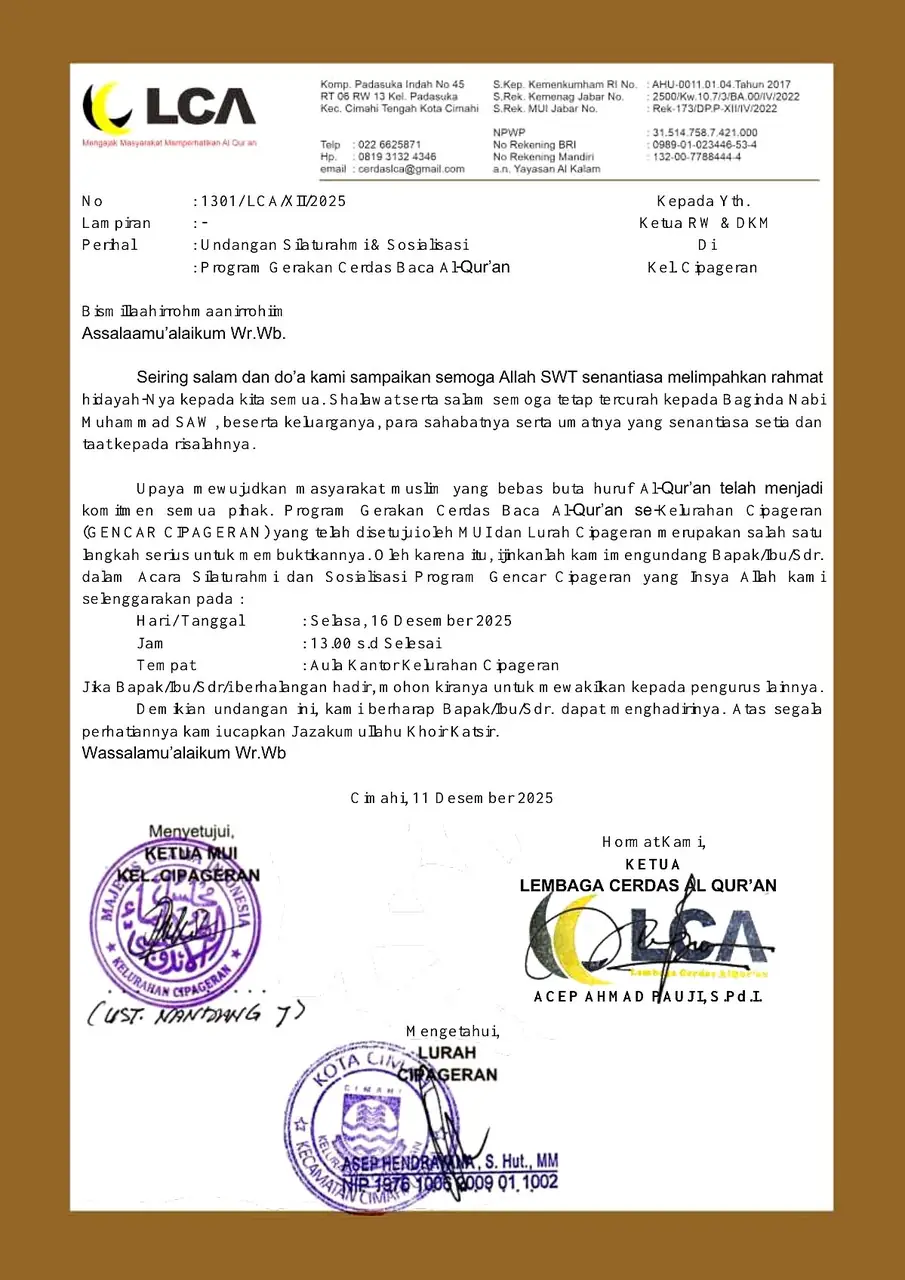 LCA
Mengajak Masyarakat Memperhatikan Al Qur'an
Komp. Padasuka Indah No 45
RT 06 RW 13 Kel. Padasuka
Kec. Cimahi Tengah Kota Cimahi
Telp : 022 6625871
Hp. : 0819 3132 4346
email : cerdaslca@gmail.com
S.Kep. Kemenkumham RI No. : AHU-0011.01.04.Tahun 2017
S.Rek. Kemenag Jabar No. : 2500/Kw.10.7/3/BA.00/IV/2022
S.Rek. MUI Jabar No. : Rek-173/DP.P-XII/IV/2022
NPWP : 31.514.758.7.421.000
No Rekening BRI : 0989-01-023446-53-4
No Rekening Mandiri : 132-00-7788444-4
a.n. Yayasan Al Kalam
No : 1301/LCA/XII/2025
Lampiran : -
Perihal : Undangan Silaturahmi & Sosialisasi
: Program Gerakan Cerdas Baca Al-Qur’an
Kepada Yth.
Ketua RW & DKM
Di
Kel. Cipageran
Bismillaahirrohmaanirrohiim
Assalaamu’alaikum Wr.Wb.
Seiring salam dan do’a kami sampaikan semoga Allah SWT senantiasa melimpahkan rahmat
hidayah-Nya kepada kita semua. Shalawat serta salam semoga tetap tercurah kepada Baginda Nabi
Muhammad SAW, beserta keluarganya, para sahabatnya serta umatnya yang senantiasa setia dan
taat kepada risalahnya.
Upaya mewujudkan masyarakat muslim yang bebas buta huruf Al-Qur’an telah menjadi
komitmen semua pihak. Program Gerakan Cerdas Baca Al-Qur’an se-Kelurahan Cipageran
(GENCAR CIPAGERAN) yang telah disetujui oleh MUI dan Lurah Cipageran merupakan salah satu
langkah serius untuk membuktikannya. Oleh karena itu, ijinkanlah kami mengundang Bapak/Ibu/Sdr.
dalam Acara Silaturahmi dan Sosialisasi Program Gencar Cipageran yang Insya Allah kami
selenggarakan pada :
Hari/Tanggal : Selasa, 16 Desember 2025
Jam : 13.00 s.d Selesai
Tempat : Aula Kantor Kelurahan Cipageran
Jika Bapak/Ibu/Sdr/i berhalangan hadir, mohon kiranya untuk mewakilkan kepada pengurus lainnya.
Demikian undangan ini, kami berharap Bapak/Ibu/Sdr. dapat menghadirinya. Atas segala
perhatiannya kami ucapkan Jazakumullahu Khoir Katsir.
Wassalamu’alaikum Wr.Wb
Cimahi, 11 Desember 2025
Menyetujui,
KETUA MUI
KEL. CIPAGERAN
MAJELIS ULAMA INDONESIA
KELURAHAN CIPAGERAN
(UST. NANDANG J)
Hormat Kami,
KETUA
LEMBAGA CERDAS AL QUR’AN
LCA
Lembaga Cerdas Al Qur'an
ACEP AHMAD FAUJI, S.Pd.I.
Mengetahui,
LURAH
CIPAGERAN
KOTA CIMAHI
CIMAHI
ASEP HENDRAYANA, S. Hut., MM
NIP 1976 1006 2009 01 1002